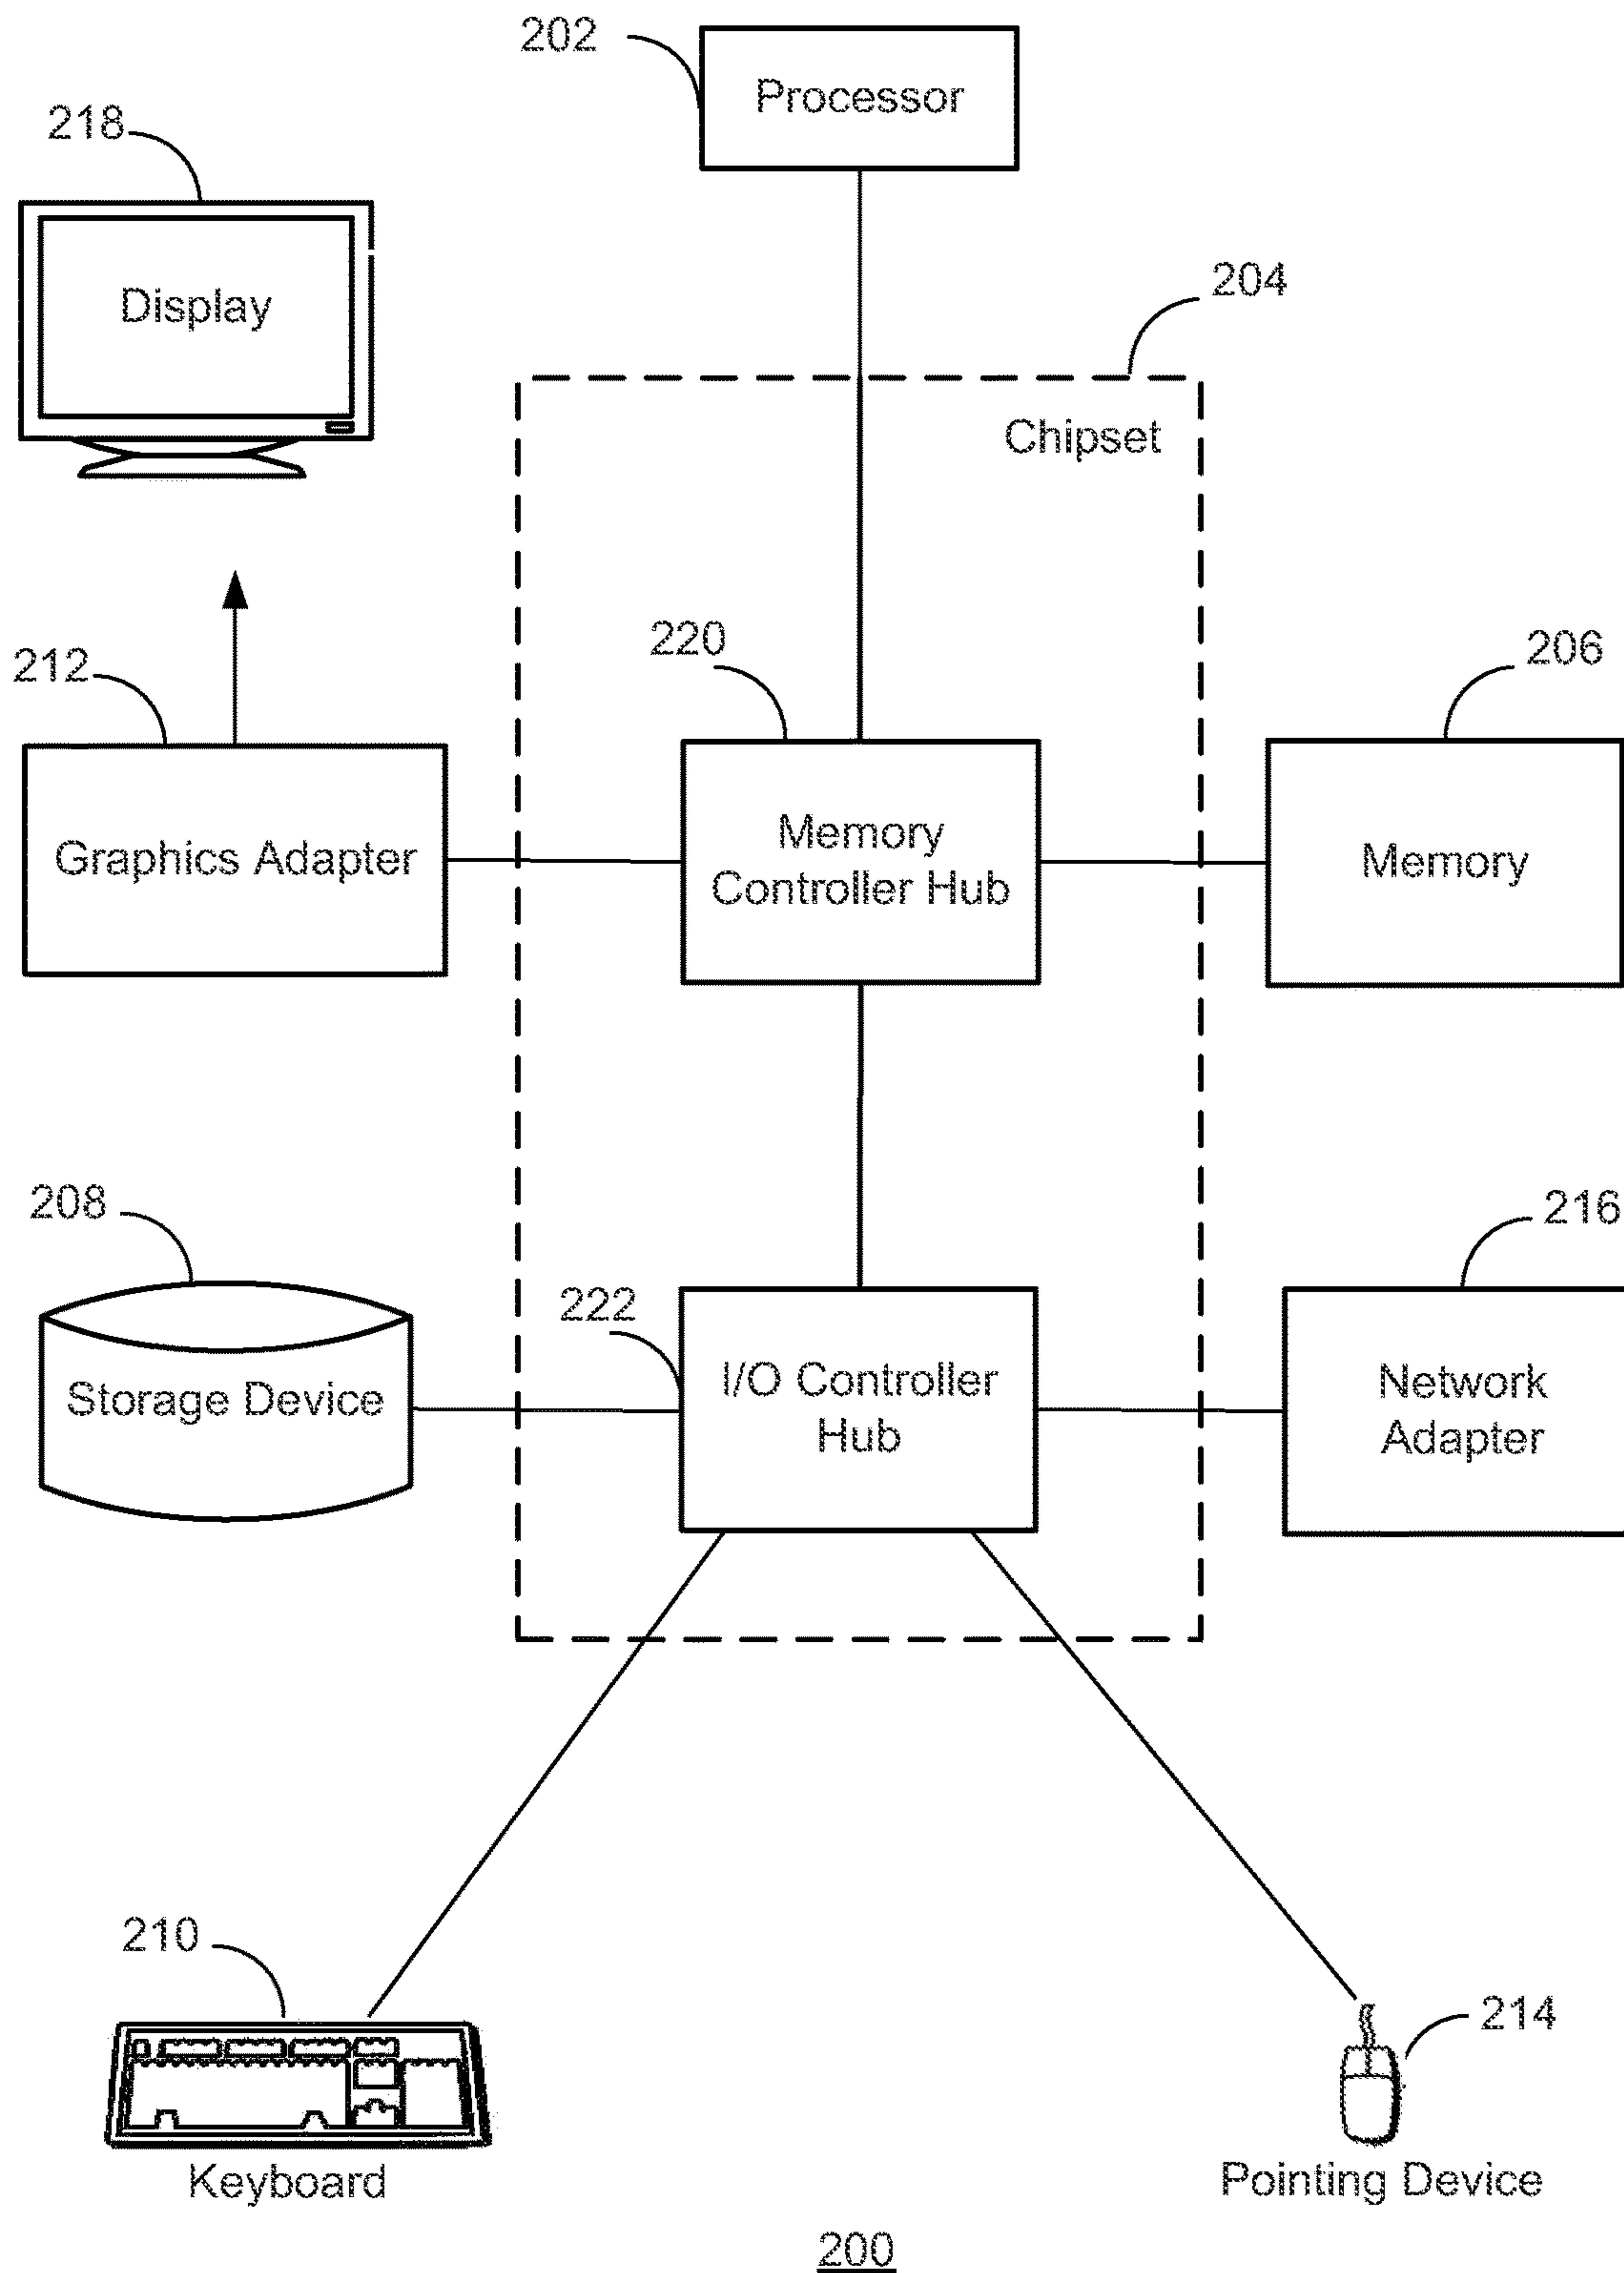 202
Processor
218
Display
204
Chipset
220
206
212
Graphics Adapter
Memory
Controller Hub
Memory
208
216
222
Storage Device
I/O Controller
Hub
Network
Adapter
210
214
Keyboard
Pointing Device
200